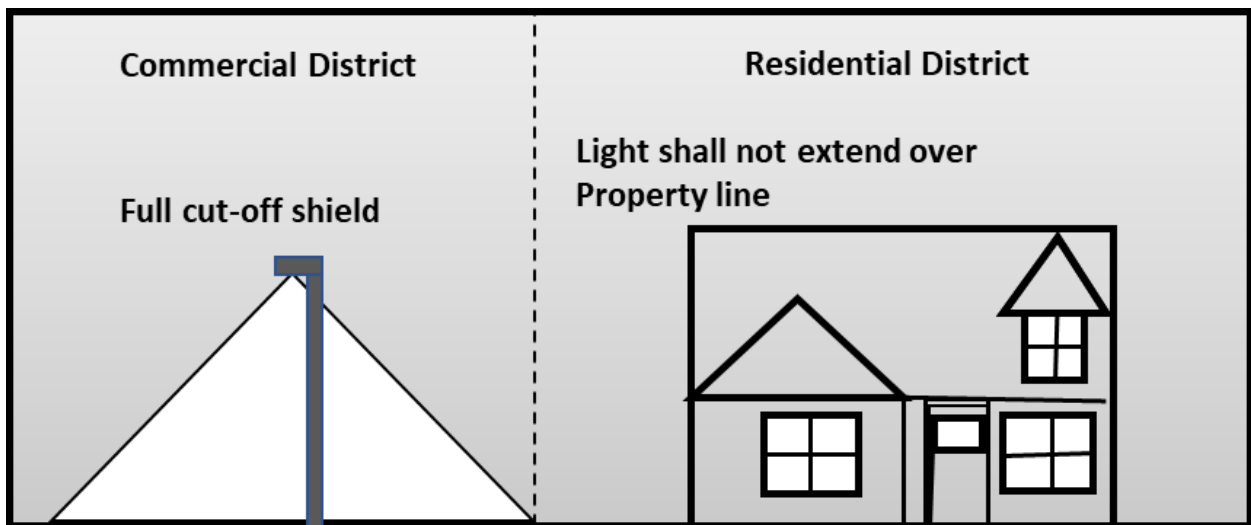 Commercial District
Residential District
Light shall not extend over
Property line
Full cut-off shield